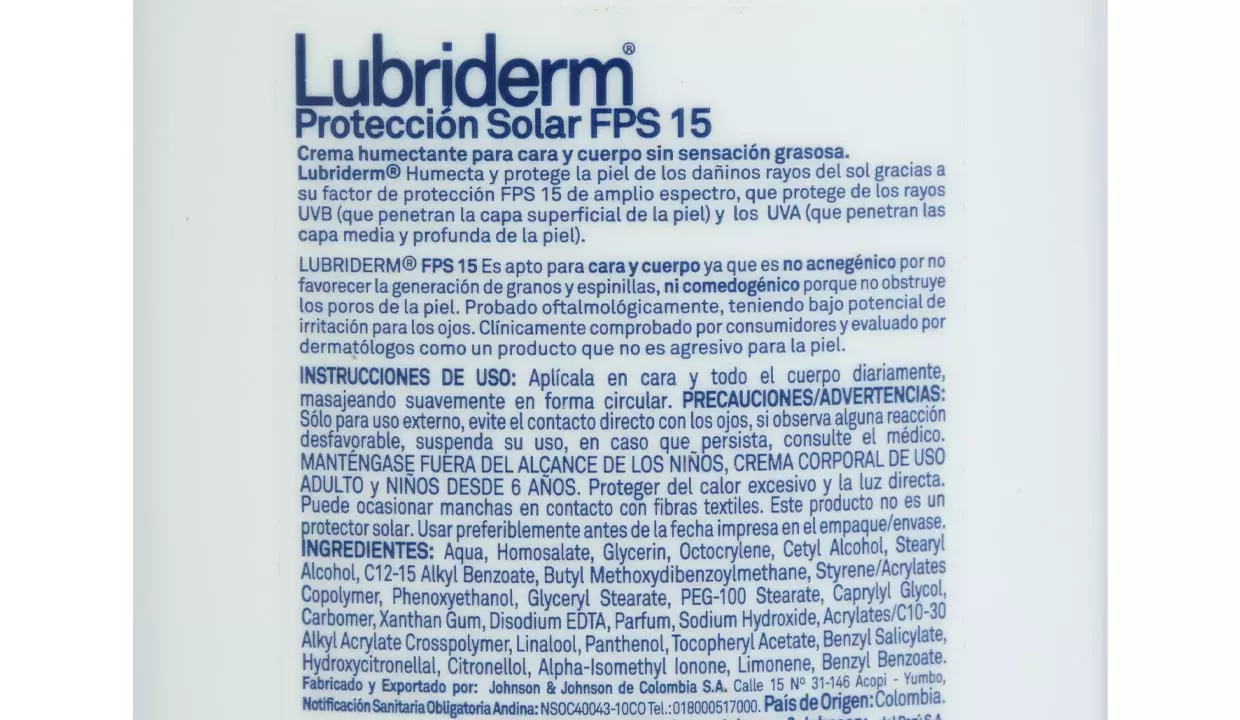 Lubriderm®
Protección Solar FPS 15
Crema humectante para cara y cuerpo sin sensación grasosa.
Lubriderm® Humecta y protege la piel de los dañinos rayos del sol gracias a
su factor de protección FPS 15 de amplio espectro, que protege de los rayos
UVB (que penetran la capa superficial de la piel) y los UVA (que penetran las
capa media y profunda de la piel).
LUBRIDERM® FPS 15 Es apto para cara y cuerpo ya que es no acnegénico por no
favorecer la generación de granos y espinillas, ni comedogénico porque no obstruye
los poros de la piel. Probado oftalmológicamente, teniendo bajo potencial de
irritación para los ojos. Clínicamente comprobado por consumidores y evaluado por
dermatólogos como un producto que no es agresivo para la piel.
INSTRUCCIONES DE USO: Aplícala en cara y todo el cuerpo diariamente,
masajeando suavemente en forma circular. PRECAUCIONES/ADVERTENCIAS:
Sólo para uso externo, evite el contacto directo con los ojos, si observa alguna reacción
desfavorable, suspenda su uso, en caso que persista, consulte el médico.
MANTÉNGASE FUERA DEL ALCANCE DE LOS NIÑOS, CREMA CORPORAL DE USO
ADULTO y NIÑOS DESDE 6 AÑOS. Proteger del calor excesivo y la luz directa.
Puede ocasionar manchas en contacto con fibras textiles. Este producto no es un
protector solar. Usar preferiblemente antes de la fecha impresa en el empaque/envase.
INGREDIENTES: Aqua, Homosalate, Glycerin, Octocrylene, Cetyl Alcohol, Stearyl
Alcohol, C12-15 Alkyl Benzoate, Butyl Methoxydibenzoylmethane, Styrene/Acrylates
Copolymer, Phenoxyethanol, Glyceryl Stearate, PEG-100 Stearate, Caprylyl Glycol,
Carbomer, Xanthan Gum, Disodium EDTA, Parfum, Sodium Hydroxide, Acrylates/C10-30
Alkyl Acrylate Crosspolymer, Linalool, Panthenol, Tocopheryl Acetate, Benzyl Salicylate,
Hydroxycitronellal, Citronellol, Alpha-Isomethyl Ionone, Limonene, Benzyl Benzoate.
Fabricado y Exportado por: Johnson & Johnson de Colombia S.A. Calle 15 Nº 31-146 Acopi - Yumbo,
Notificación Sanitaria Obligatoria Andina: NSOC40043-10CO Tel.:018000517000. País de Origen: Colombia.